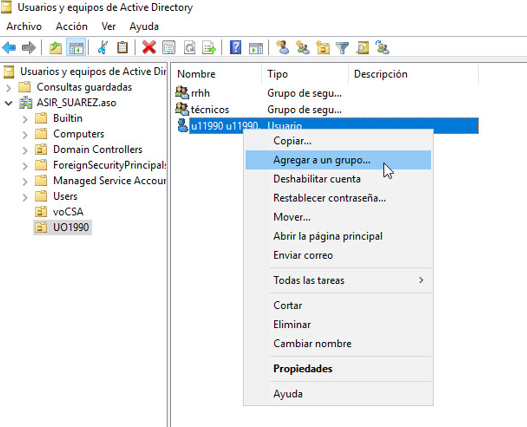 Usuarios y equipos de Active Directory
Archivo Acción Ver Ayuda
Usuarios y equipos de Active Dire
Consultas guardadas
ASIR_SUAREZ.aso
Builtin
Computers
Domain Controllers
ForeignSecurityPrincipals
Managed Service Accoun
Users
voCSA
UO1990
Nombre Tipo Descripción
rrhh Grupo de segu...
técnicos Grupo de segu...
u11990 u11990. Usuario
Copiar...
Agregar a un grupo...
Deshabilitar cuenta
Restablecer contraseña...
Mover...
Abrir la página principal
Enviar correo
Todas las tareas
Cortar
Eliminar
Cambiar nombre
Propiedades
Ayuda